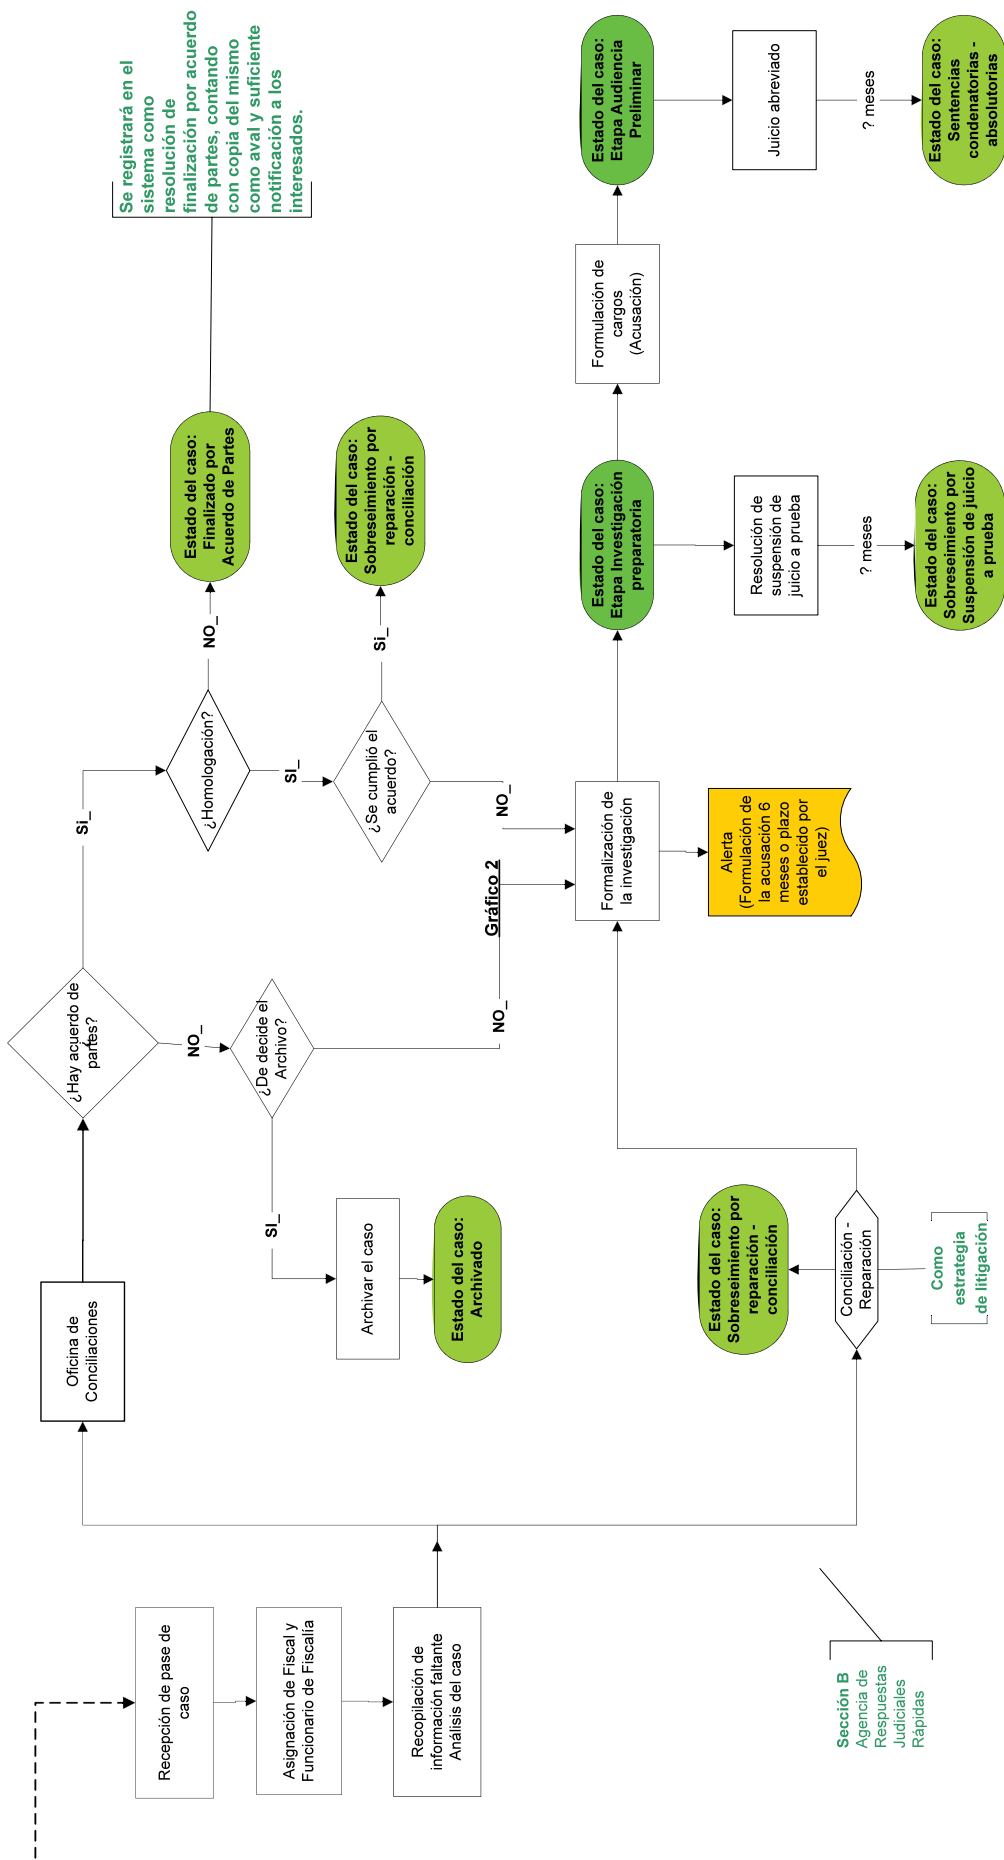 Recepción de pase de
caso
Asignación de Fiscal y
Funcionario de Fiscalía
Recopilación de
información faltante
Análisis del caso
Sección B
Agencia de
Respuestas
Judiciales
Rápidas
Oficina de
Conciliaciones
¿Hay acuerdo de
partes?
Si_
NO_
¿De decide el
Archivo?
SI_
NO_
Archivar el caso
Estado del caso:
Archivado
¿Homologación?
NO_
SI_
Estado del caso:
Finalizado por
Acuerdo de Partes
Se registrará en el
sistema como
resolución de
finalización por acuerdo
de partes, contando
con copia del mismo
como aval y suficiente
notificación a los
interesados.
¿Se cumplió el
acuerdo?
Si_
NO_
Estado del caso:
Sobreseimiento por
reparación -
conciliación
Gráfico 2
Conciliación -
Reparación
Como
estrategia
de litigación
Estado del caso:
Sobreseimiento por
reparación -
conciliación
Formalización de
la investigación
Alerta
(Formulación de
la acusación 6
meses o plazo
establecido por
el juez)
Estado del caso:
Etapa Investigación
preparatoria
Resolución de
suspensión de
juicio a prueba
? meses
Estado del caso:
Sobreseimiento por
Suspensión de juicio
a prueba
Formulación de
cargos
(Acusación)
Estado del caso:
Etapa Audiencia
Preliminar
Juicio abreviado
? meses
Estado del caso:
Sentencias
condenatorias -
absolutorias